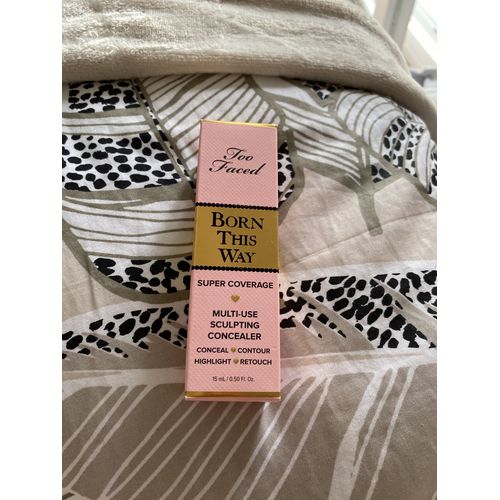 Too
Faced
BORN
THIS
WAY
SUPER COVERAGE
MULTI-USE
SCULPTING
CONCEALER
CONCEAL CONTOUR
HIGHLIGHT RETOUCH
15 mL / 0.50 Fl. Oz.